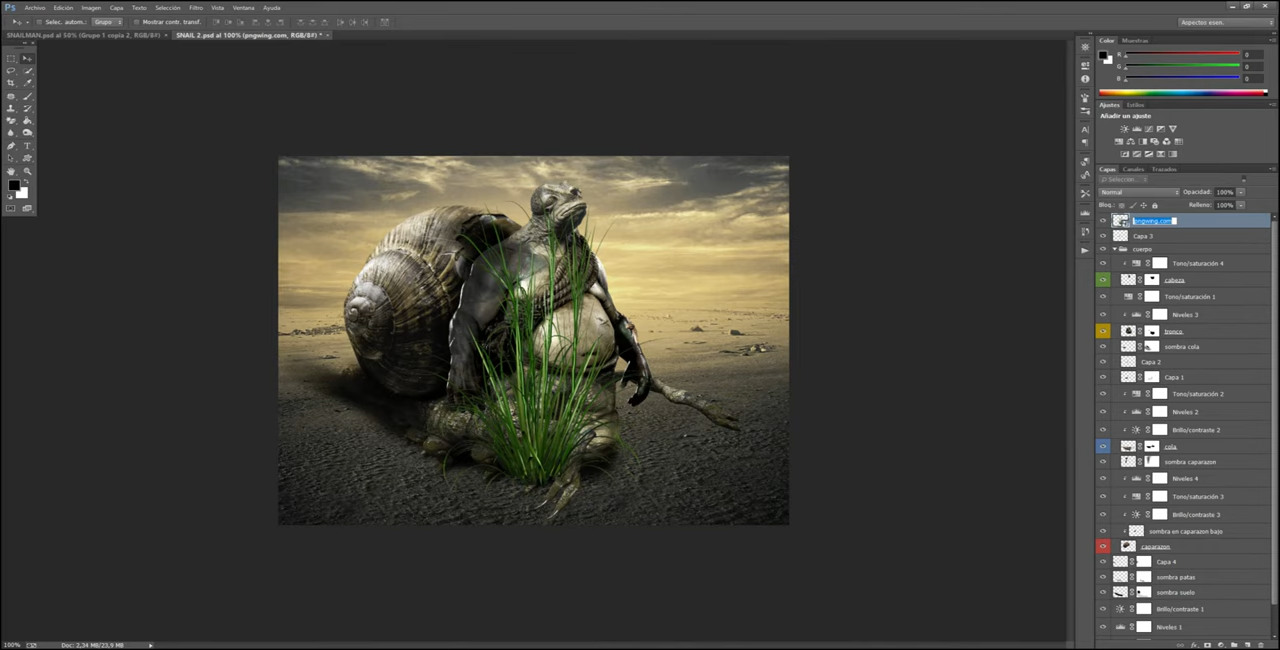 Ps Archivo Edición Imagen Capa Texto Selección Filtro Vista Ventana Ayuda
Selec. autom.: Grupo Mostrar contr. transf. Aspectos esen.
SNAILMAN.psd al 50% (Grupo 1 copia 2, RGB/8#) × SNAIL 2.psd al 100% (pngwing.com, RGB/8#) * ×
Color Muestras
R 0
G 0
B 0
Ajustes Estilos
Añadir un ajuste
Capas Canales Trazados
Normal Opacidad: 100%
Bloq.: Relleno: 100%
pngwing.com
Capa 3
cuerpo
Tono/saturación 4
cabeza
Tono/saturación 1
Niveles 3
tronco
sombra cola
Capa 2
Capa 1
Tono/saturación 2
Niveles 2
Brillo/contraste 2
cola
sombra caparazon
Niveles 4
Tono/saturación 3
Brillo/contraste 3
sombra en caparazon bajo
caparazon
Capa 4
sombra patas
sombra suelo
Brillo/contraste 1
Niveles 1
100% Doc: 2,34 MB/23,9 MB